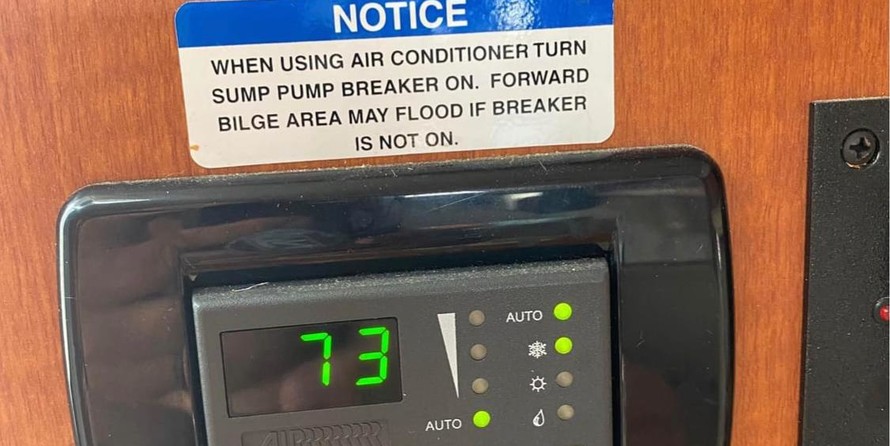 NOTICE
WHEN USING AIR CONDITIONER TURN
SUMP PUMP BREAKER ON. FORWARD
BILGE AREA MAY FLOOD IF BREAKER
IS NOT ON.
AUTO
73
AUTO